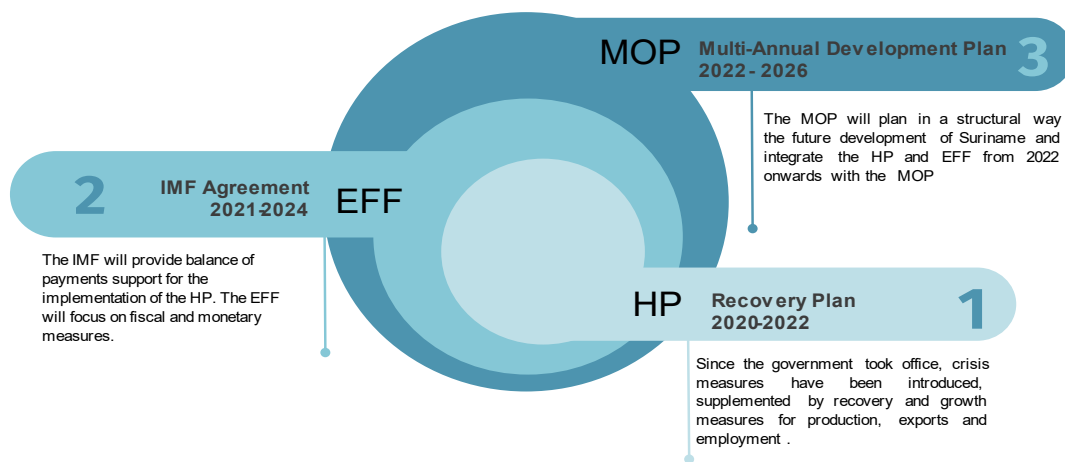 MOP
Multi-Annual Development Plan
2022 - 2026
3
The MOP will plan in a structural way
the future development of Suriname and
integrate the HP and EFF from 2022
onwards with the MOP
2
IMF Agreement
2021-2024
EFF
The IMF will provide balance of
payments support for the
implementation of the HP. The EFF
will focus on fiscal and monetary
measures.
HP
Recovery Plan
2020-2022
1
Since the government took office, crisis
measures have been introduced,
supplemented by recovery and growth
measures for production, exports and
employment .